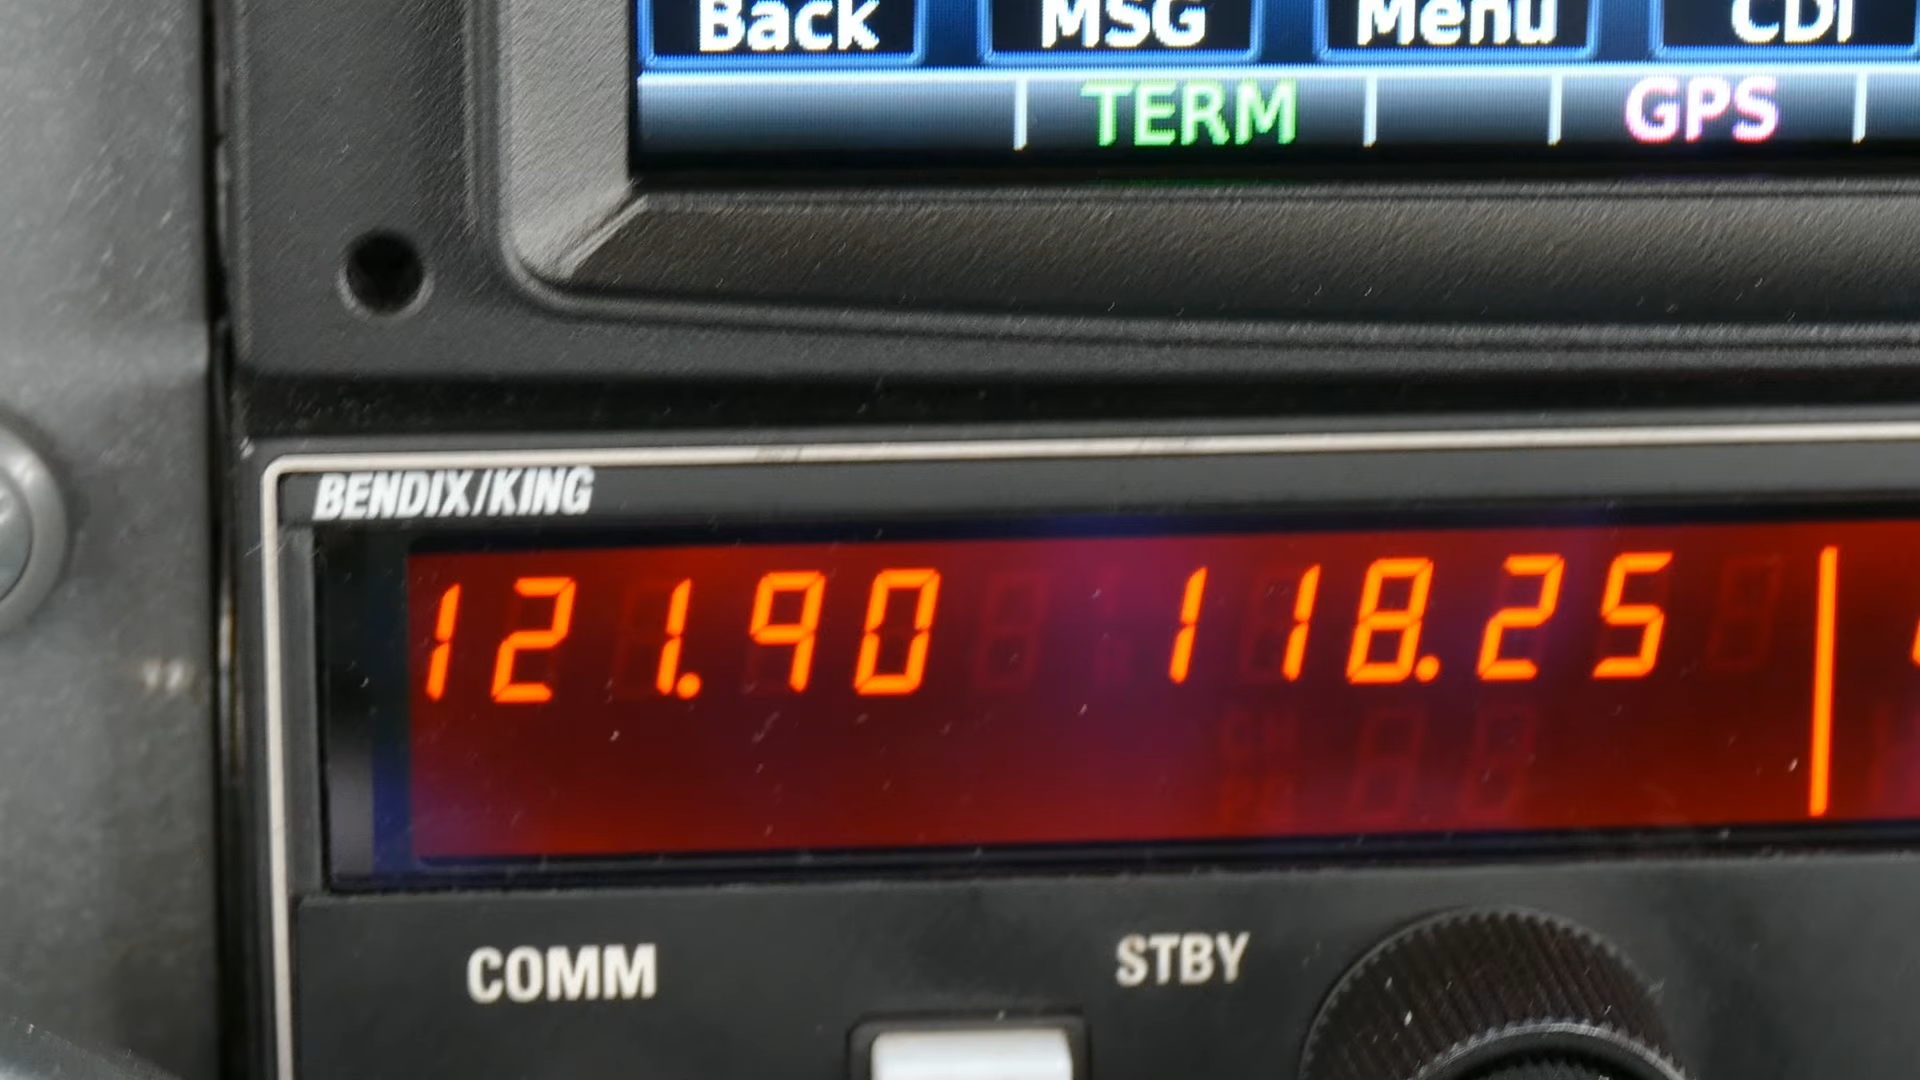 Back MSG Menu CDI
TERM GPS
BENDIX/KING
121.90 118.25
COMM STBY